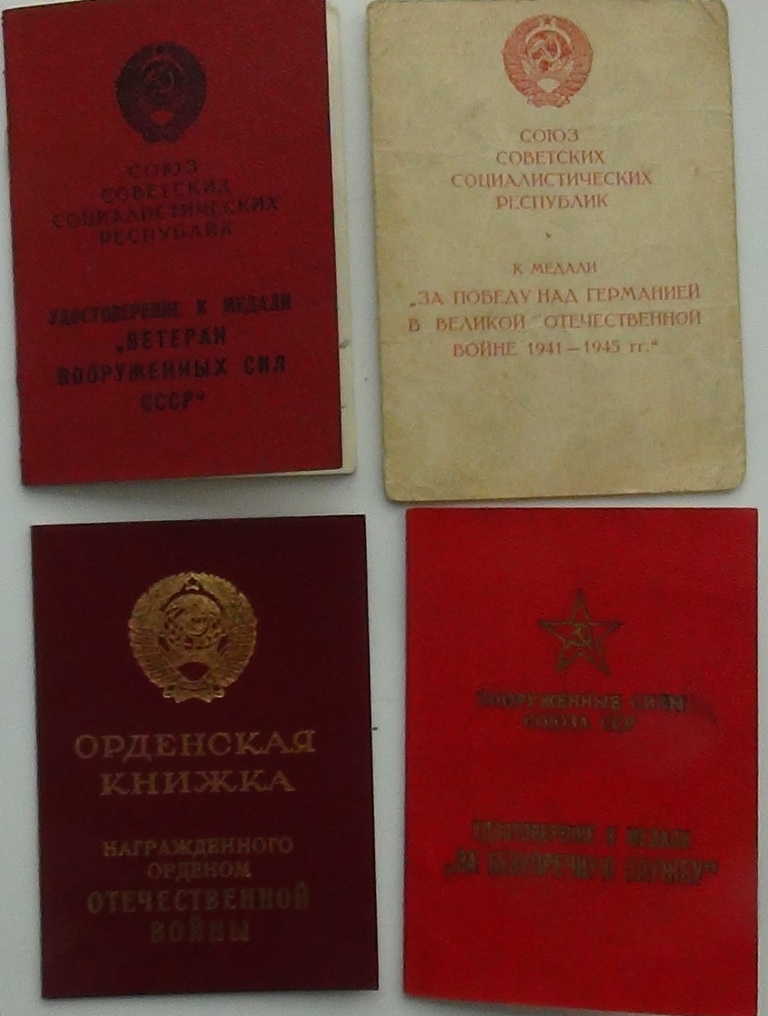 СОЮЗ
СОВЕТСКИХ
СОЦИАЛИСТИЧЕСКИХ
РЕСПУБЛИК
УДОСТОВЕРЕНИЕ К МЕДАЛИ
„ВЕТЕРАН
ВООРУЖЕННЫХ СИЛ
СССР"
СОЮЗ
СОВЕТСКИХ
СОЦИАЛИСТИЧЕСКИХ
РЕСПУБЛИК
К МЕДАЛИ
„ЗА ПОБЕДУ НАД ГЕРМАНИЕЙ
В ВЕЛИКОЙ ОТЕЧЕСТВЕННОЙ
ВОЙНЕ 1941—1945 гг."
ОРДЕНСКАЯ
КНИЖКА
НАГРАЖДЕННОГО
ОРДЕНОМ
ОТЕЧЕСТВЕННОЙ
ВОЙНЫ
ВООРУЖЕННЫЕ СИЛЫ
СОЮЗА ССР
УДОСТОВЕРЕНИЕ К МЕДАЛИ
„ЗА БЕЗУПРЕЧНУЮ СЛУЖБУ"